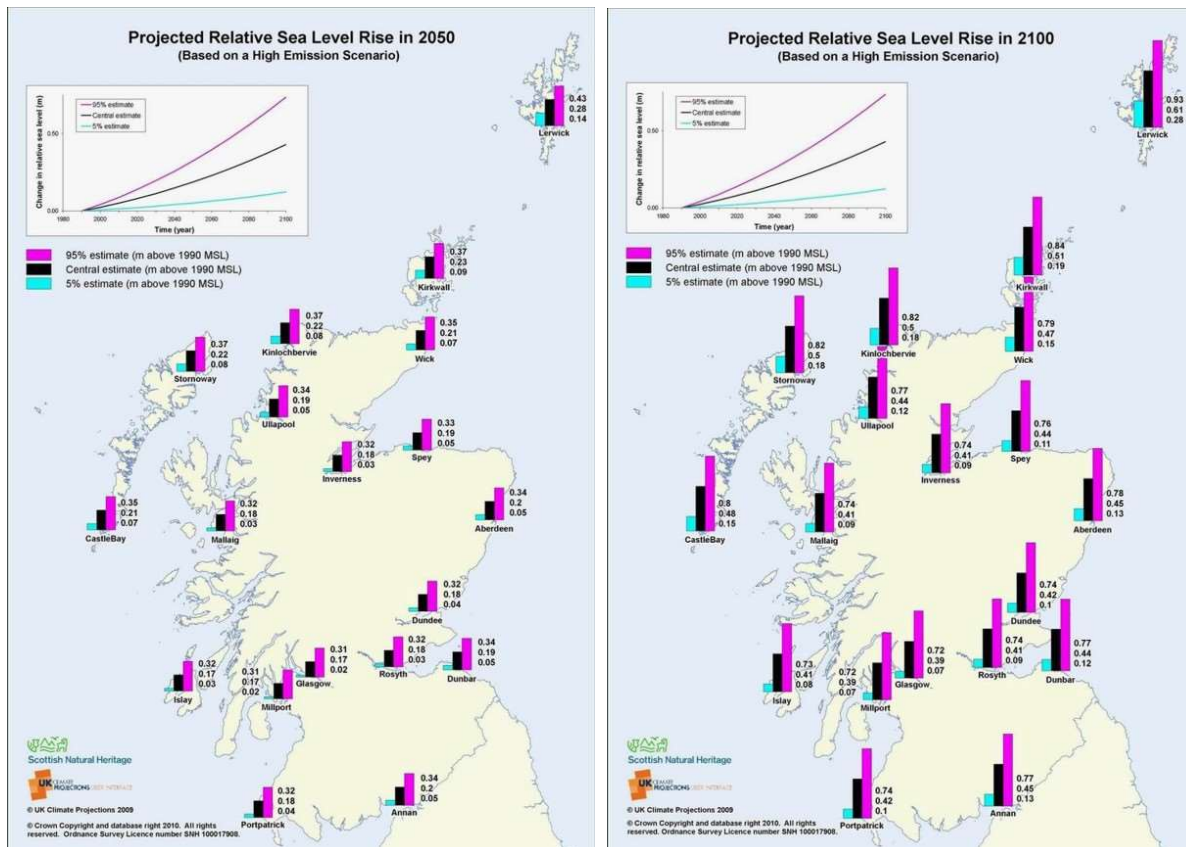 Projected Relative Sea Level Rise in 2050
(Based on a High Emission Scenario)
Change in relative sea level (m)
95% estimate
Central estimate
5% estimate
0.50
0.00
1980
2000
2020
2040
2060
2080
2100
Time (year)
95% estimate (m above 1990 MSL)
Central estimate (m above 1990 MSL)
5% estimate (m above 1990 MSL)
0.43
0.28
0.14
Lerwick
0.37
0.23
0.09
Kirkwall
0.37
0.22
0.08
Kinlochbervie
0.35
0.21
0.07
Wick
0.37
0.22
0.08
Stornoway
0.34
0.19
0.05
Ullapool
0.33
0.19
0.05
Spey
0.32
0.18
0.03
Inverness
0.35
0.21
0.07
CastleBay
0.32
0.18
0.03
Mallaig
0.34
0.2
0.05
Aberdeen
0.32
0.18
0.04
Dundee
0.32
0.17
0.03
Islay
0.31
0.17
0.02
Millport
0.31
0.17
0.02
Glasgow
0.32
0.18
0.03
Rosyth
0.34
0.19
0.05
Dunbar
0.32
0.18
0.04
Portpatrick
0.34
0.2
0.05
Annan
Scottish Natural Heritage
UK CLIMATE
PROJECTIONS USER INTERFACE
© UK Climate Projections 2009
© Crown Copyright and database right 2010. All rights
reserved. Ordnance Survey Licence number SNH 100017908.
Projected Relative Sea Level Rise in 2100
(Based on a High Emission Scenario)
Change in relative sea level (m)
95% estimate
Central estimate
5% estimate
0.50
0.00
1980
2000
2020
2040
2060
2080
2100
Time (year)
95% estimate (m above 1990 MSL)
Central estimate (m above 1990 MSL)
5% estimate (m above 1990 MSL)
0.93
0.61
0.28
Lerwick
0.84
0.51
0.19
Kirkwall
0.82
0.5
0.18
Kinlochbervie
0.79
0.47
0.15
Wick
0.82
0.5
0.18
Stornoway
0.77
0.44
0.12
Ullapool
0.76
0.44
0.11
Spey
0.74
0.41
0.09
Inverness
0.8
0.48
0.15
CastleBay
0.74
0.41
0.09
Mallaig
0.78
0.45
0.13
Aberdeen
0.74
0.42
0.1
Dundee
0.73
0.41
0.08
Islay
0.72
0.39
0.07
Millport
0.72
0.39
0.07
Glasgow
0.74
0.41
0.09
Rosyth
0.77
0.44
0.12
Dunbar
0.74
0.42
0.1
Portpatrick
0.77
0.45
0.13
Annan
Scottish Natural Heritage
UK CLIMATE
PROJECTIONS USER INTERFACE
© UK Climate Projections 2009
© Crown Copyright and database right 2010. All rights
reserved. Ordnance Survey Licence number SNH 100017908.